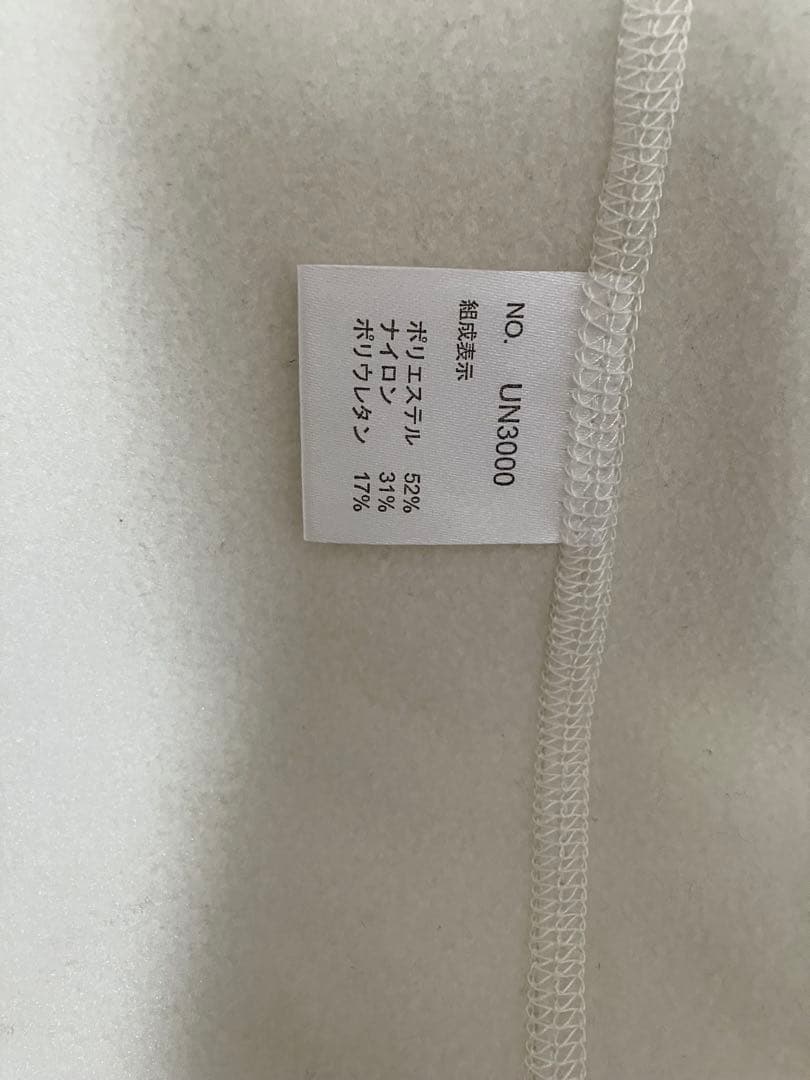 NO. UN3000
組成表示
ポリエステル 52%
ナイロン 31%
ポリウレタン 17%